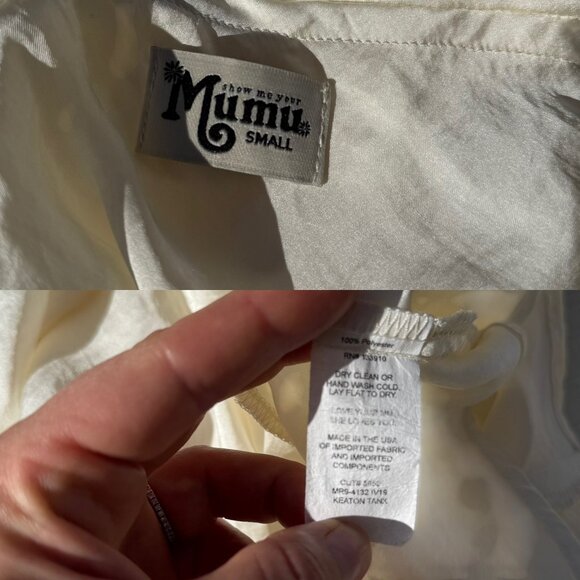 show me your
Mumu
SMALL
100% Polyester
RN# 133910
DRY CLEAN OR
HAND WASH COLD.
LAY FLAT TO DRY.
LOVE YOUR MU,
SHE LOVES YOU.
MADE IN THE USA
OF IMPORTED FABRIC
AND IMPORTED
COMPONENTS
CUT#
MR9-4132 IV19
KEATON TANK